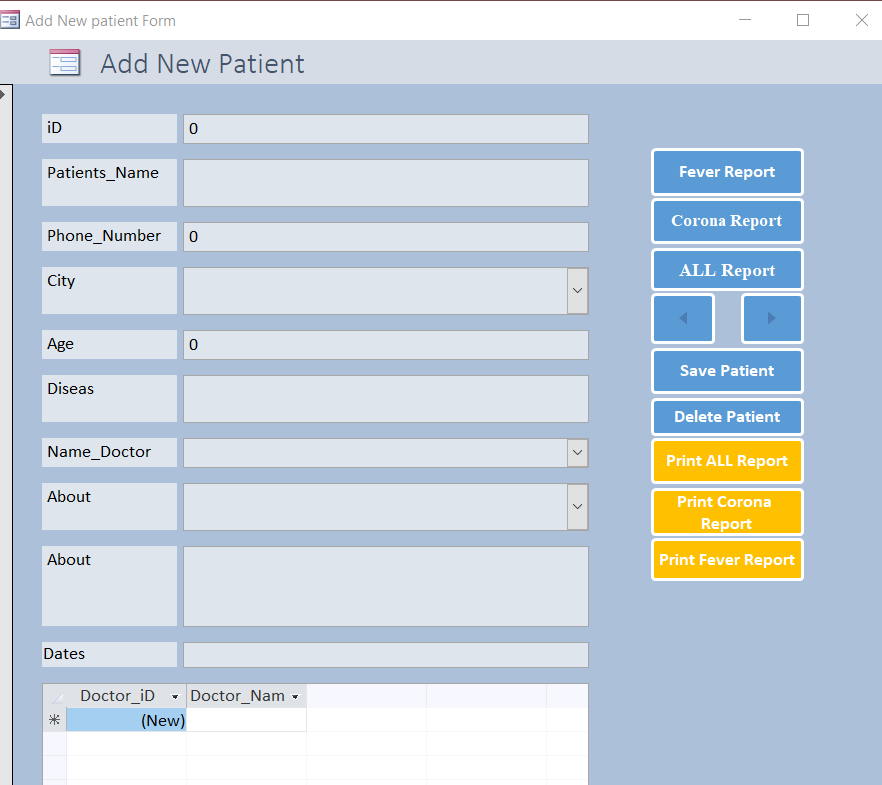 Add New patient Form
Add New Patient
iD
0
Patients_Name
Phone_Number
0
City
Age
0
Diseas
Name_Doctor
About
About
Dates
Doctor_iD Doctor_Nam
(New)
Fever Report
Corona Report
ALL Report
Save Patient
Delete Patient
Print ALL Report
Print Corona
Report
Print Fever Report